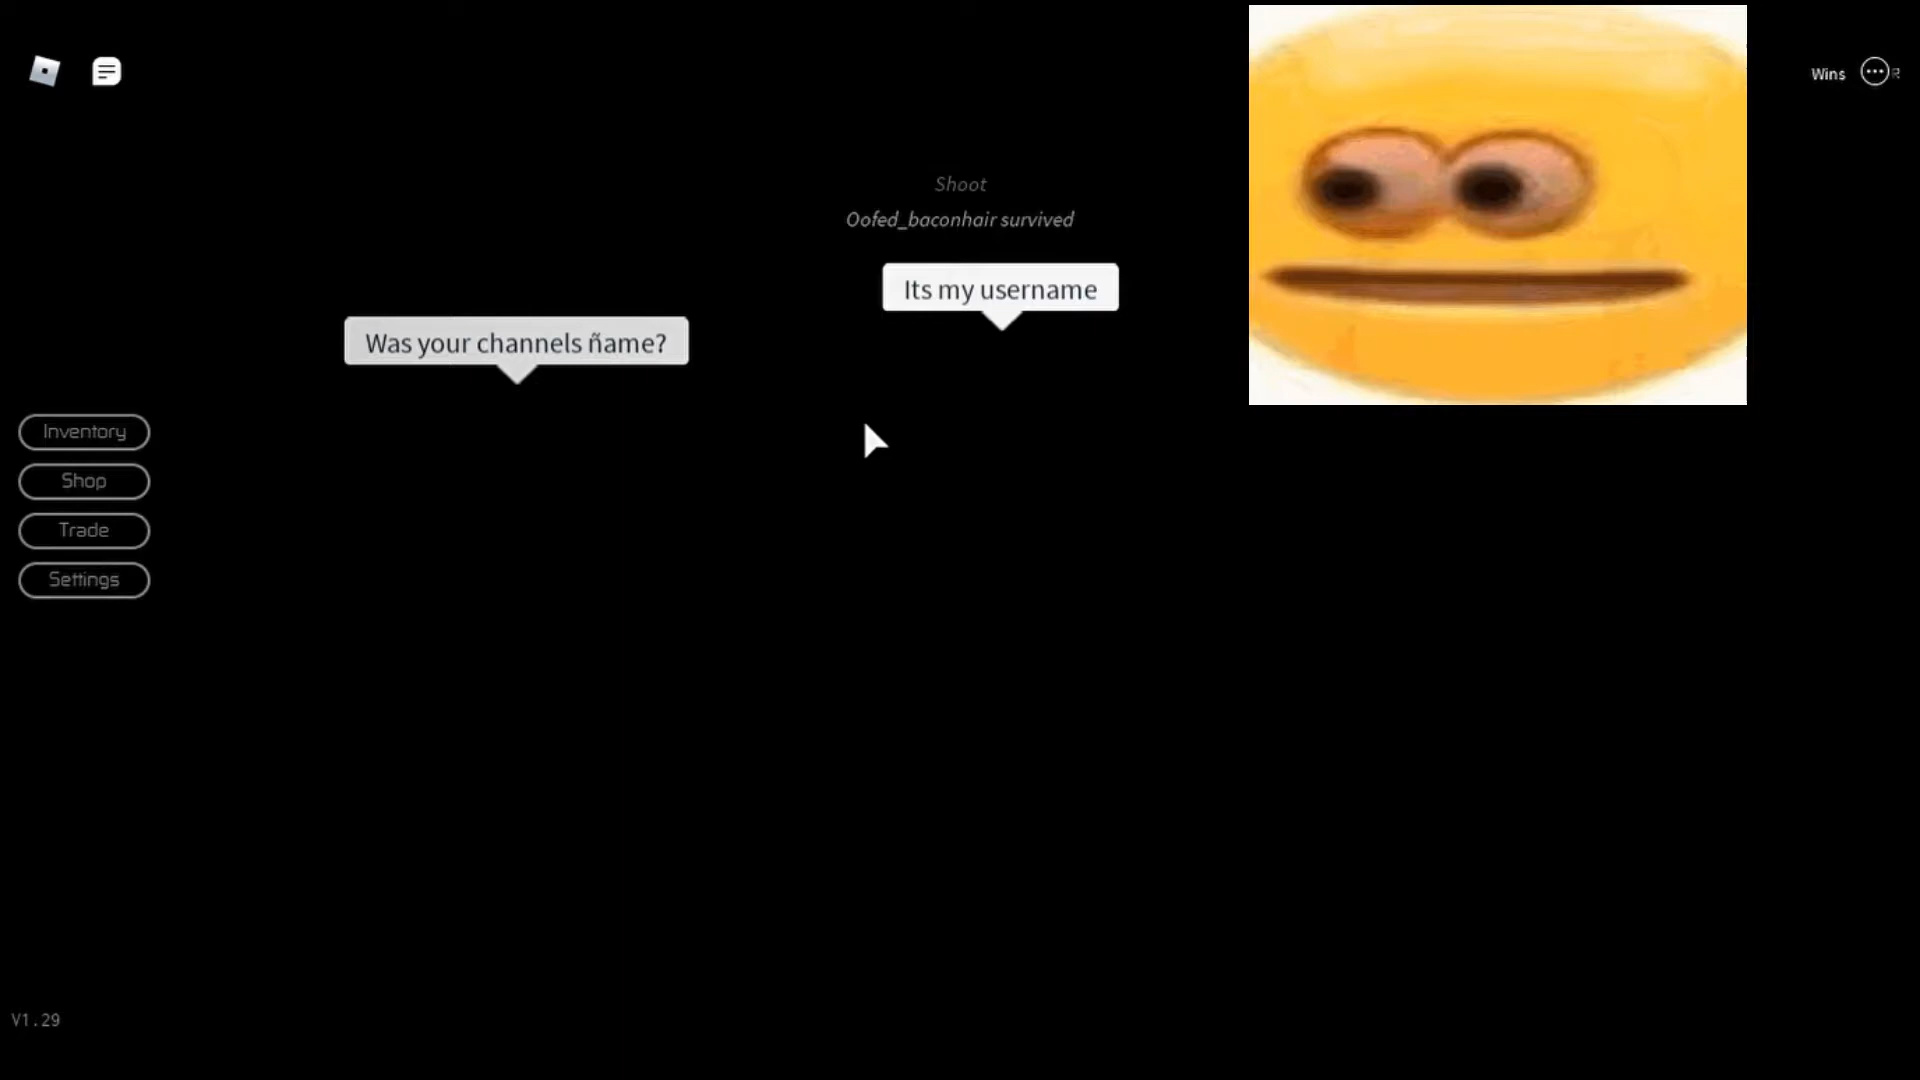 Wins
Shoot
Oofed_baconhair survived
Its my username
Was your channels ñame?
Inventory
Shop
Trade
Settings
V1.29